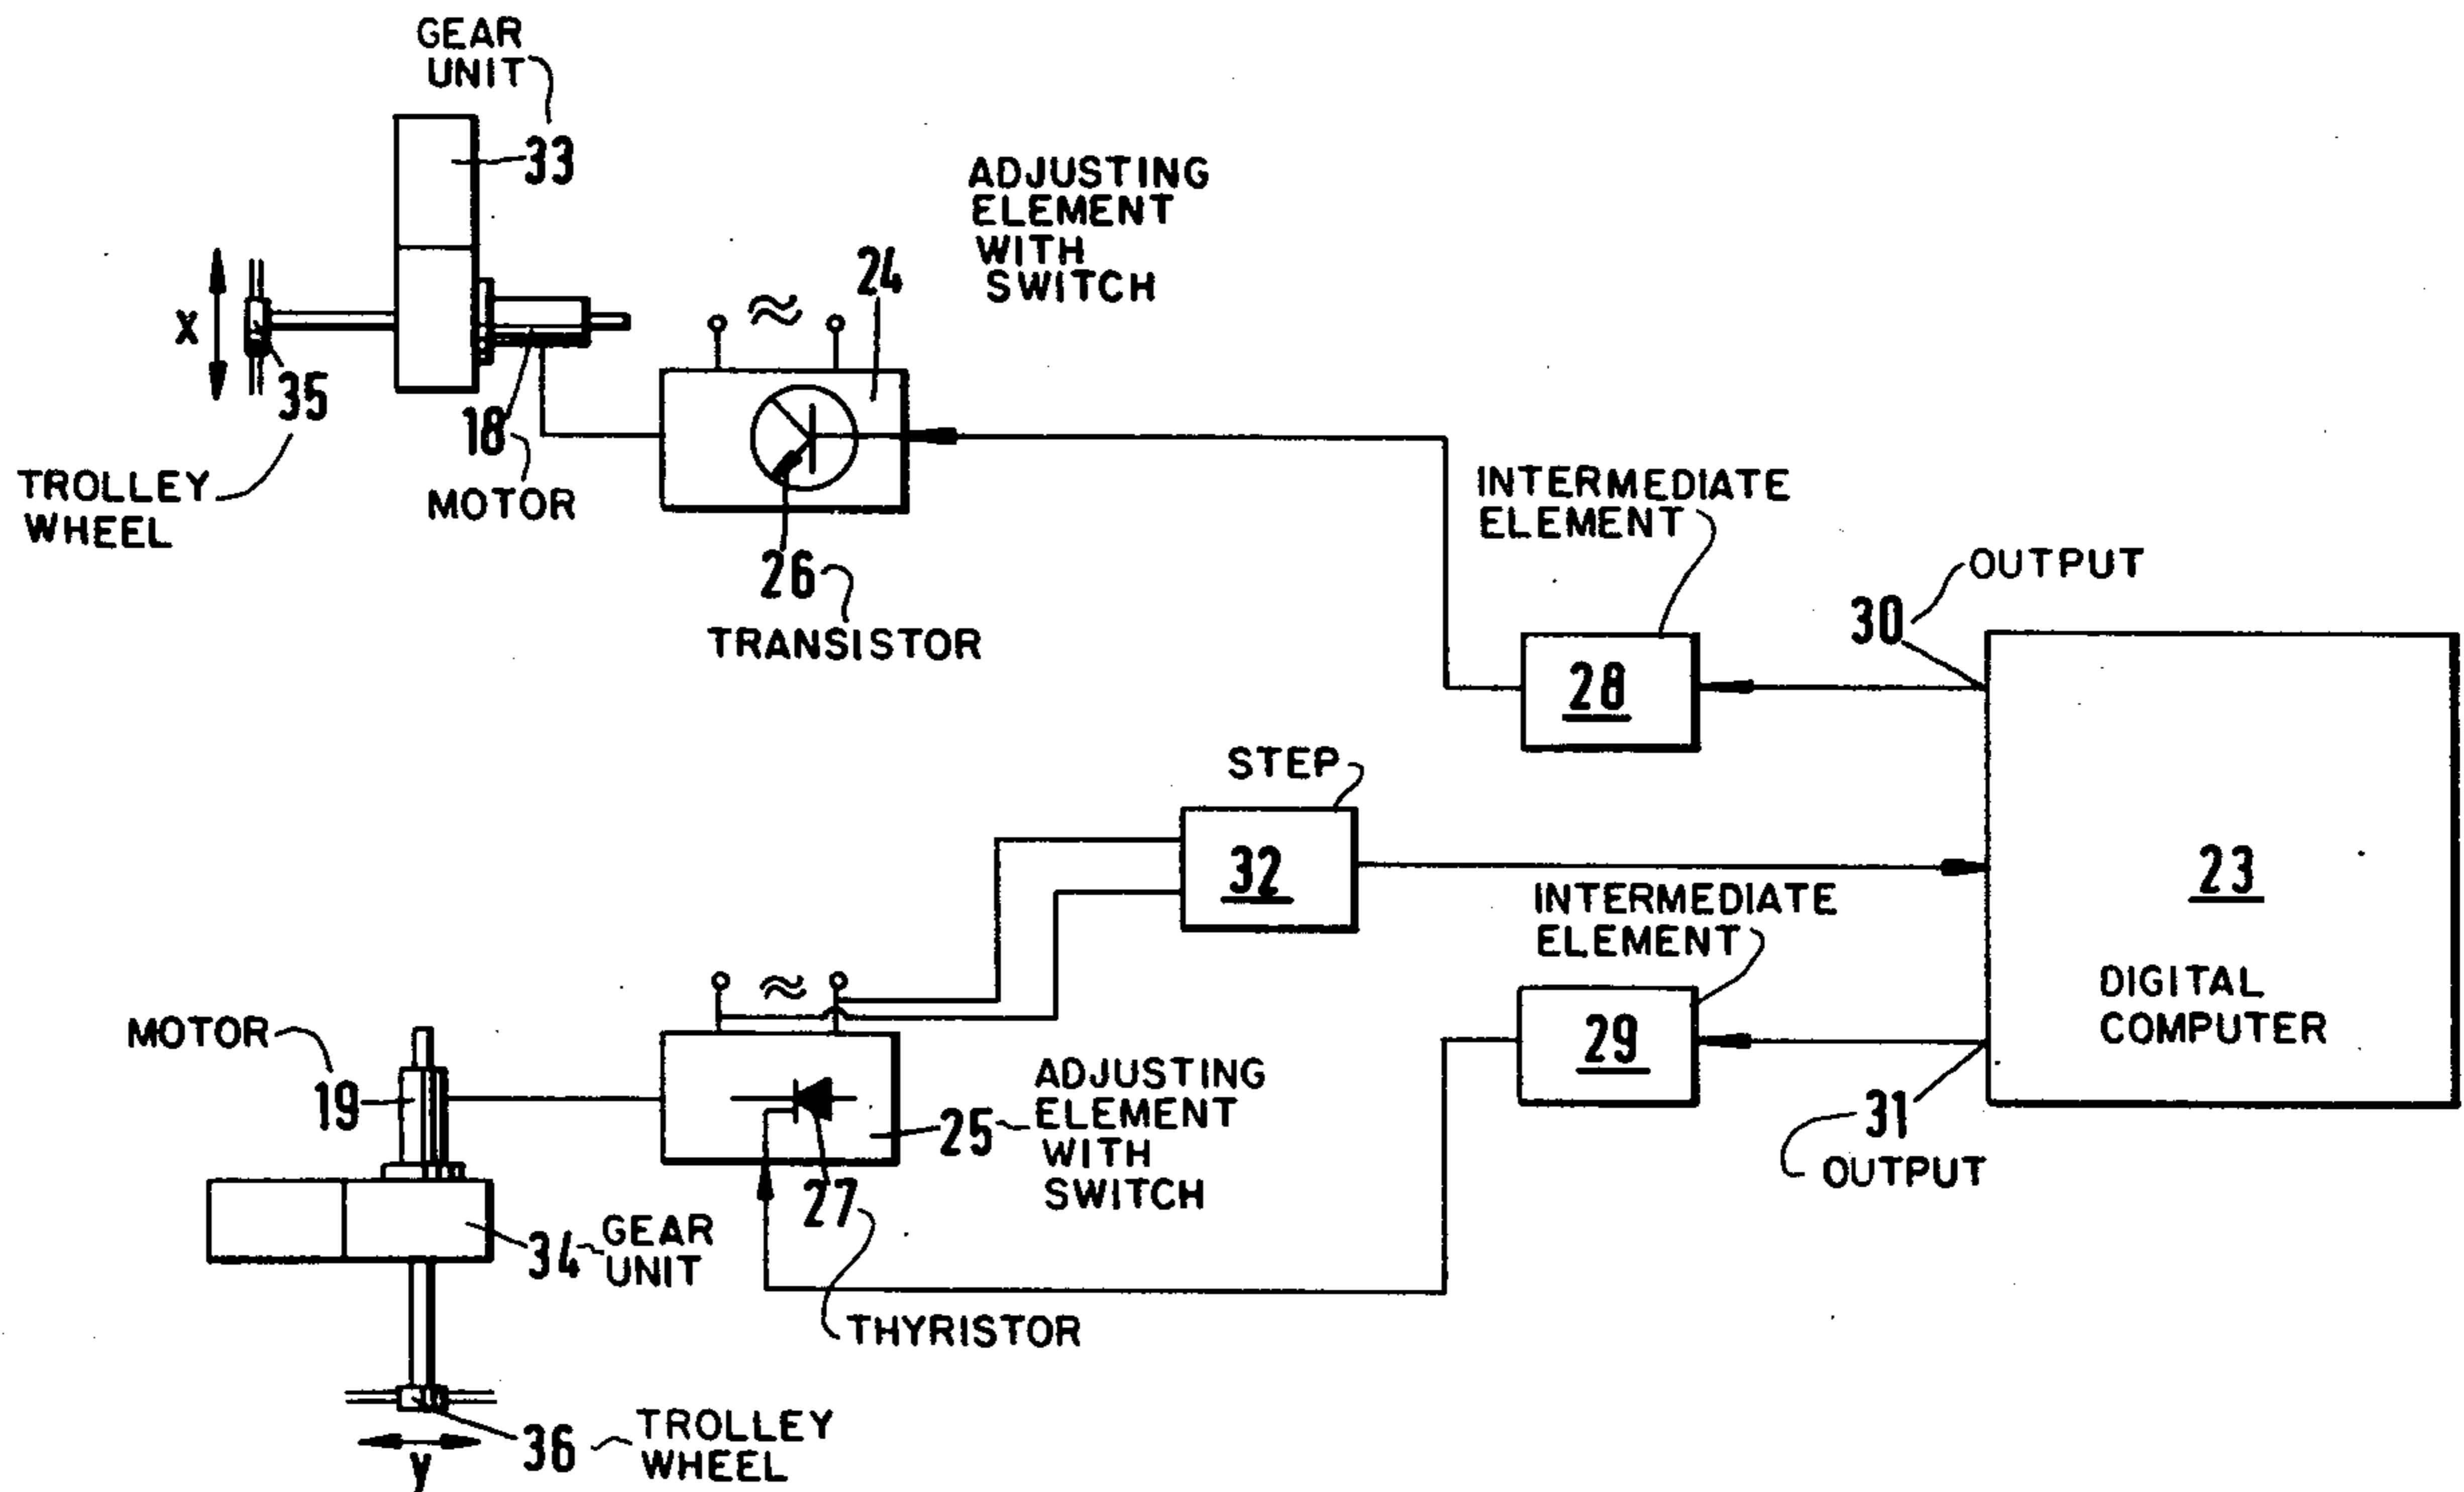 GEAR
UNIT
33
ADJUSTING
ELEMENT
WITH
SWITCH
24
≈
X
35
18
TROLLEY
WHEEL
MOTOR
26
TRANSISTOR
INTERMEDIATE
ELEMENT
28
OUTPUT
30
STEP
32
23
DIGITAL
COMPUTER
INTERMEDIATE
ELEMENT
29
31
OUTPUT
≈
MOTOR
19
ADJUSTING
25 ELEMENT
WITH
SWITCH
27
THYRISTOR
34 GEAR
UNIT
36 TROLLEY
WHEEL
y